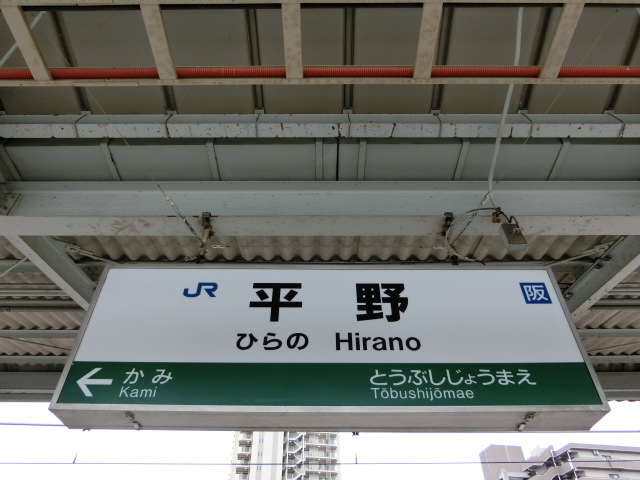 JR 平野 阪
ひらの Hirano
← かみ とうぶしじょうまえ
Kami Tōbushijōmae